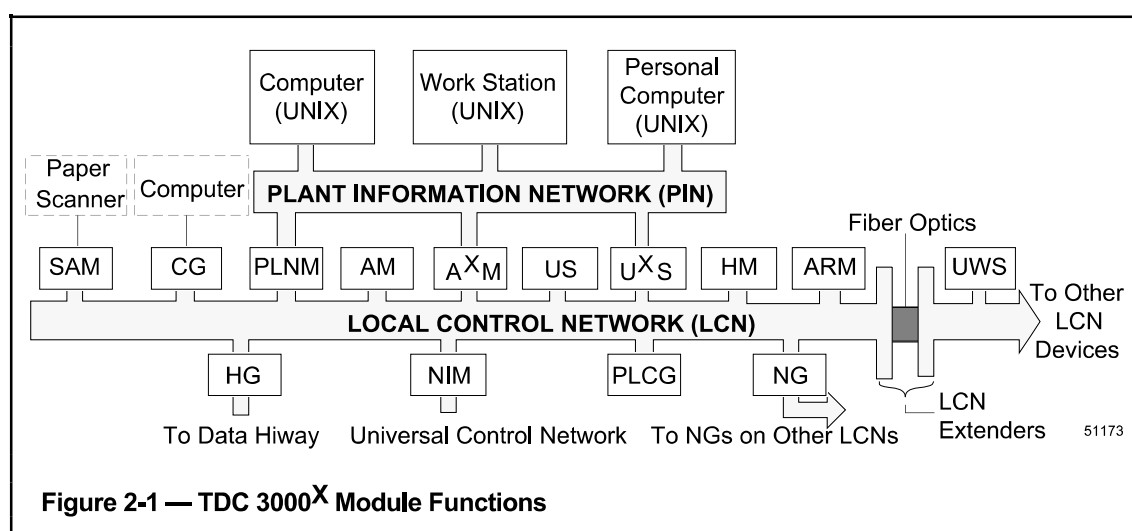 Computer
(UNIX)
Work Station
(UNIX)
Personal
Computer
(UNIX)
Paper
Scanner
Computer
PLANT INFORMATION NETWORK (PIN)
Fiber Optics
SAM
CG
PLNM
AM
AXM
US
UXS
HM
ARM
UWS
To Other
LCN
Devices
LOCAL CONTROL NETWORK (LCN)
HG
NIM
PLCG
NG
To Data Hiway
Universal Control Network
To NGs on Other LCNs
LCN
Extenders
51173
Figure 2-1 — TDC 3000X Module Functions